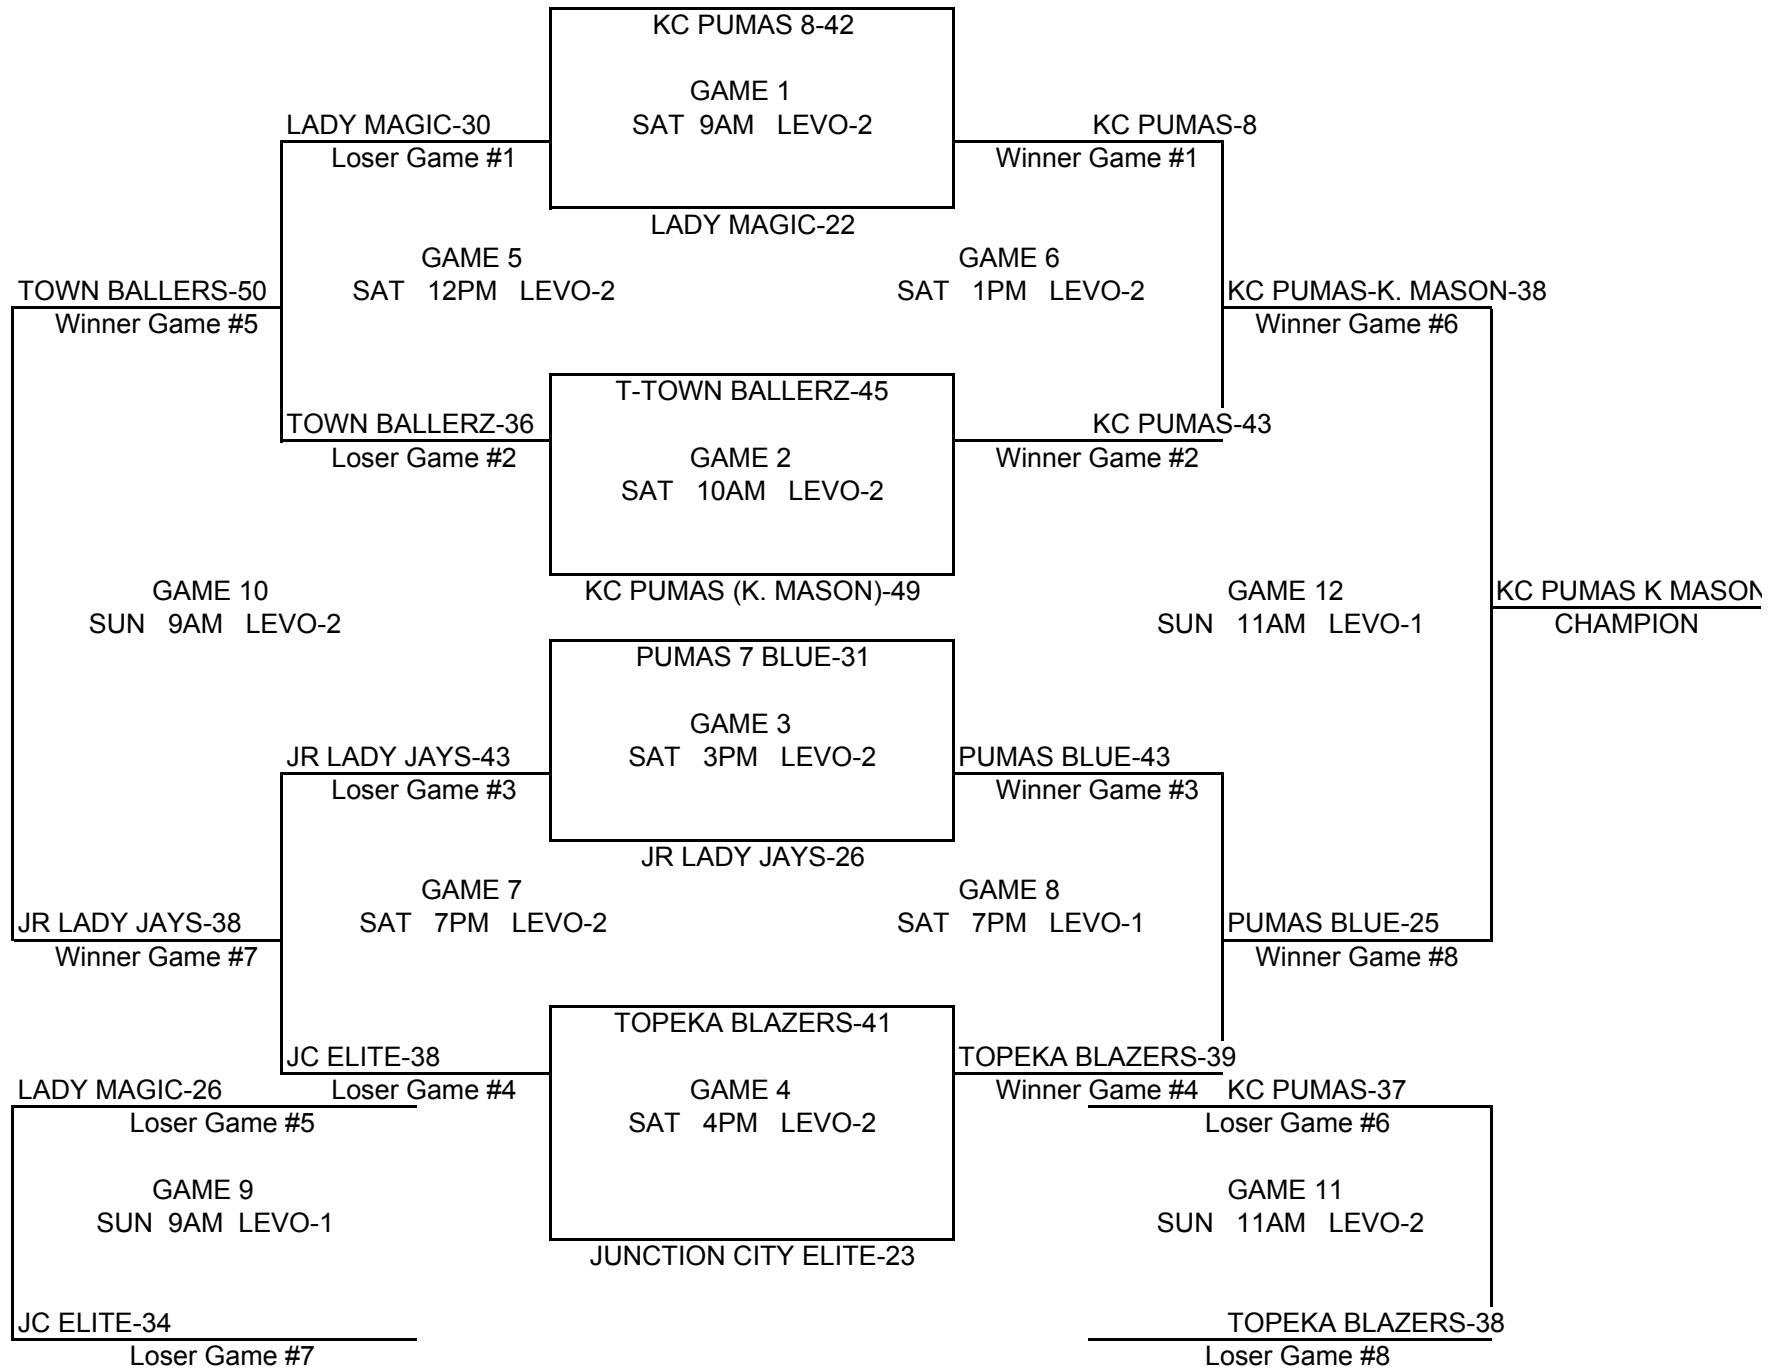 KC PUMAS 8-42
GAME 1
LADY MAGIC-30 SAT 9AM LEVO-2 KC PUMAS-8
Loser Game #1 Winner Game #1
LADY MAGIC-22
GAME 5 GAME 6
TOWN BALLERS-50 SAT 12PM LEVO-2 SAT 1PM LEVO-2 KC PUMAS-K. MASON-38
Winner Game #5 Winner Game #6
T-TOWN BALLERZ-45
TOWN BALLERZ-36 KC PUMAS-43
Loser Game #2 GAME 2 Winner Game #2
SAT 10AM LEVO-2
GAME 10 KC PUMAS (K. MASON)-49 GAME 12 KC PUMAS K MASON
SUN 9AM LEVO-2 SUN 11AM LEVO-1 CHAMPION
PUMAS 7 BLUE-31
GAME 3
JR LADY JAYS-43 SAT 3PM LEVO-2 PUMAS BLUE-43
Loser Game #3 Winner Game #3
JR LADY JAYS-26
GAME 7 GAME 8
JR LADY JAYS-38 SAT 7PM LEVO-2 SAT 7PM LEVO-1 PUMAS BLUE-25
Winner Game #7 Winner Game #8
TOPEKA BLAZERS-41
JC ELITE-38 TOPEKA BLAZERS-39
LADY MAGIC-26 Loser Game #4 GAME 4 Winner Game #4 KC PUMAS-37
Loser Game #5 SAT 4PM LEVO-2 Loser Game #6
GAME 9 GAME 11
SUN 9AM LEVO-1 SUN 11AM LEVO-2
JUNCTION CITY ELITE-23
JC ELITE-34 TOPEKA BLAZERS-38
Loser Game #7 Loser Game #8